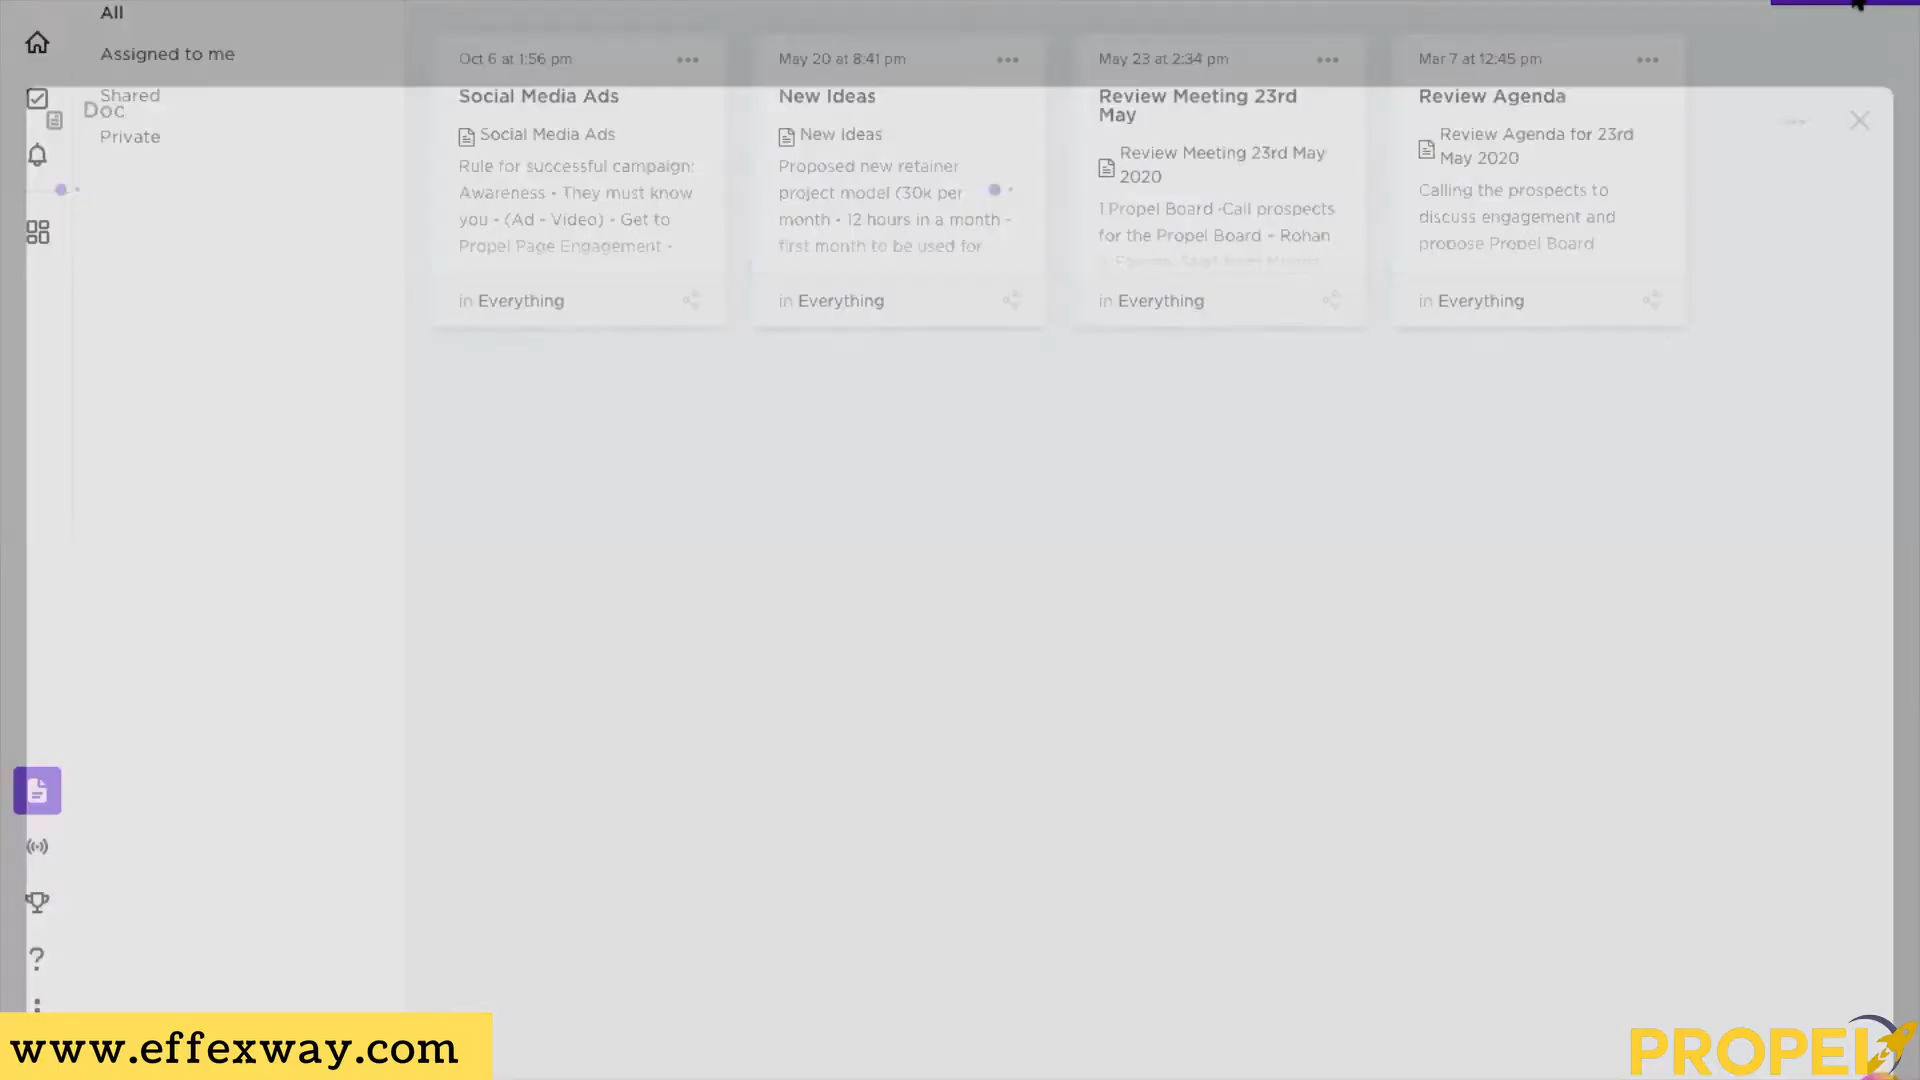 All
Assigned to me
Shared
Doc
Private
Oct 6 at 1:56 pm
Social Media Ads
Social Media Ads
Rule for successful campaign:
Awareness - They must know
you - (Ad - Video) - Get to
Propel Page Engagement -
in Everything
May 20 at 8:41 pm
New Ideas
New Ideas
Proposed new retainer
project model (30k per
month - 12 hours in a month -
first month to be used for
in Everything
May 23 at 2:34 pm
Review Meeting 23rd
May
Review Meeting 23rd May
2020
1 Propel Board -Call prospects
for the Propel Board - Rohan
in Everything
Mar 7 at 12:45 pm
Review Agenda
Review Agenda for 23rd
May 2020
Calling the prospects to
discuss engagement and
propose Propel Board
in Everything
www.effexway.com
PROPEL